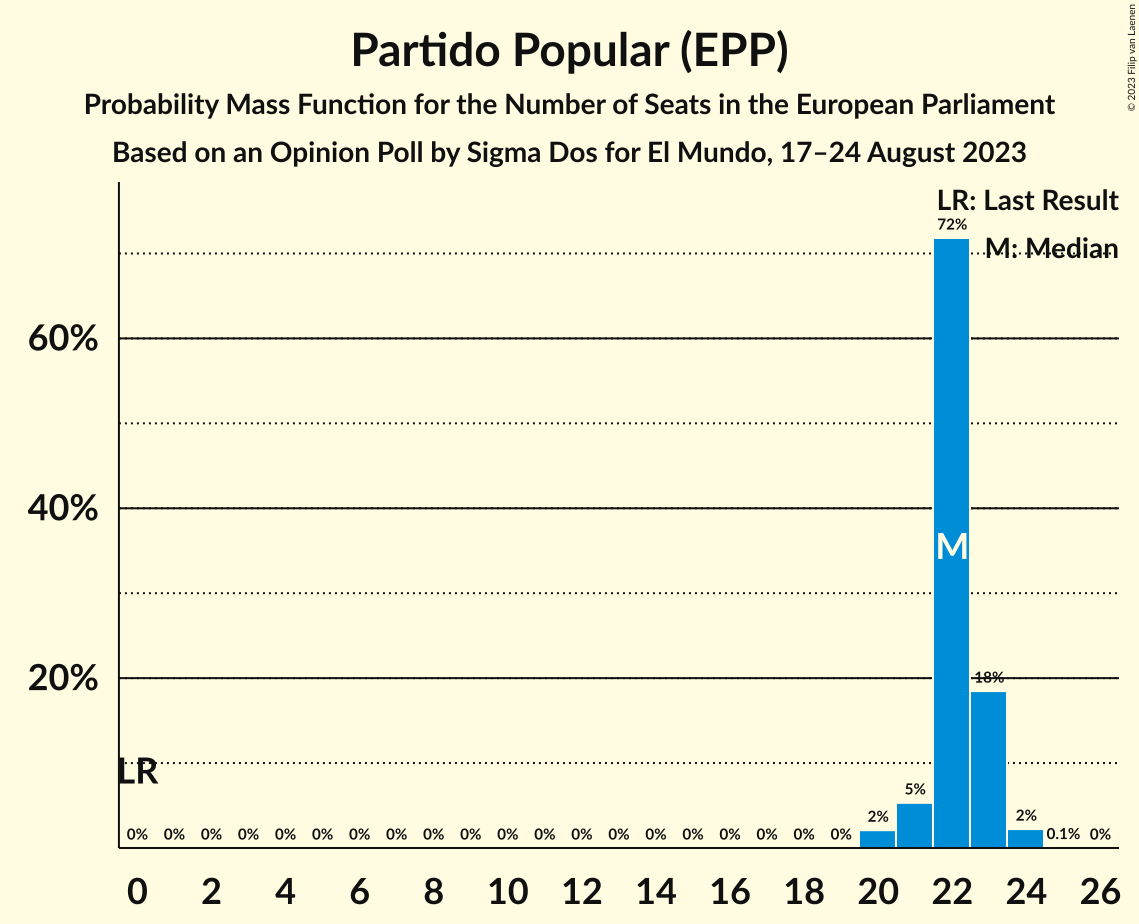 Partido Popular (EPP)
Probability Mass Function for the Number of Seats in the European Parliament
Based on an Opinion Poll by Sigma Dos for El Mundo, 17–24 August 2023
© 2023 Filip van Laenen
LR: Last Result
M: Median
72%
60%
40%
20%
M
18%
LR
0% 0% 0% 0% 0% 0% 0% 0% 0% 0% 0% 0% 0% 0% 0% 0% 0% 0% 0% 0% 2% 5% 2% 0.1% 0%
0 2 4 6 8 10 12 14 16 18 20 22 24 26